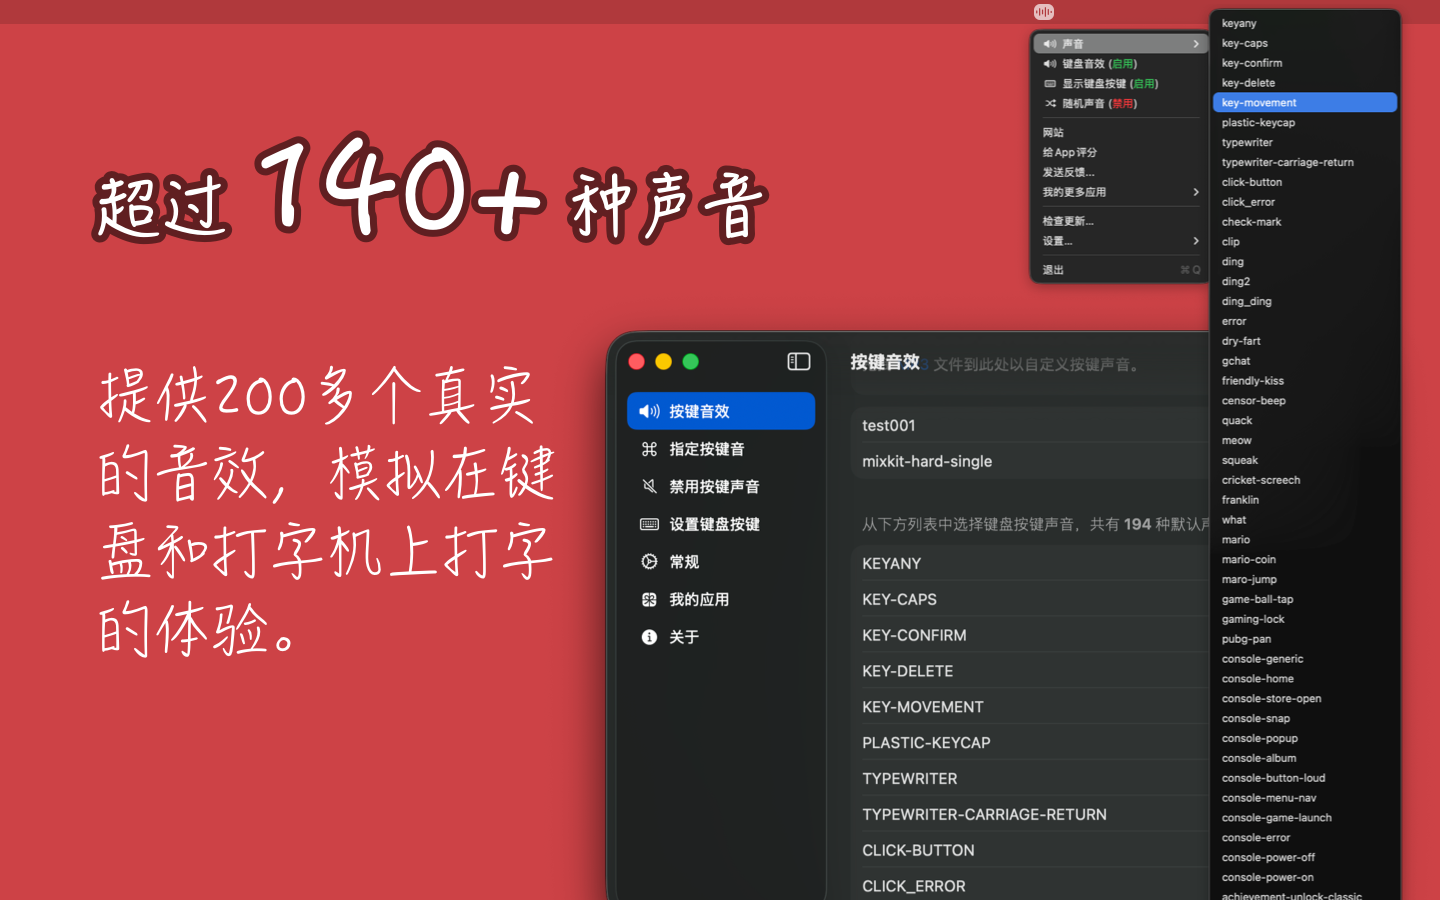 超过 140+ 种声音
提供200多个真实
的音效，模拟在键
盘和打字机上打字
的体验。
声音
键盘音效 (启用)
显示键盘按键 (启用)
随机声音 (禁用)
网站
给 App 评分
发送反馈...
我的更多应用
检查更新...
设置...
退出 ⌘ Q
keyany
key-caps
key-confirm
key-delete
key-movement
plastic-keycap
typewriter
typewriter-carriage-return
click-button
click_error
check-mark
clip
ding
ding2
ding_ding
error
dry-fart
gchat
friendly-kiss
censor-beep
quack
meow
squeak
cricket-screech
franklin
what
mario
mario-coin
maro-jump
game-ball-tap
gaming-lock
pubg-pan
console-generic
console-home
console-store-open
console-snap
console-popup
console-album
console-button-loud
console-menu-nav
console-game-launch
console-error
console-power-off
console-power-on
achievement-unlock-classic
按键音效
指定按键音
禁用按键声音
设置键盘按键
常规
我的应用
关于
按键音效
3 文件到此处以自定义按键声音。
test001
mixkit-hard-single
从下方列表中选择键盘按键声音，共有 194 种默认声
KEYANY
KEY-CAPS
KEY-CONFIRM
KEY-DELETE
KEY-MOVEMENT
PLASTIC-KEYCAP
TYPEWRITER
TYPEWRITER-CARRIAGE-RETURN
CLICK-BUTTON
CLICK_ERROR